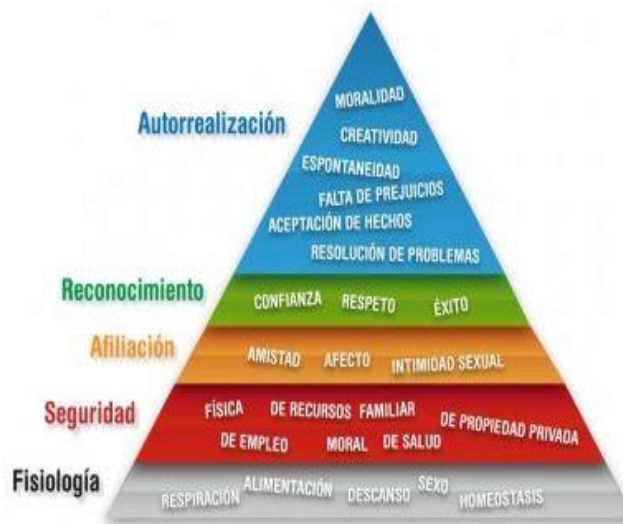 MORALIDAD
Autorrealización
CREATIVIDAD
ESPONTANEIDAD
FALTA DE PREJUICIOS
ACEPTACIÓN DE HECHOS
RESOLUCIÓN DE PROBLEMAS
Reconocimiento
CONFIANZA RESPETO ÉXITO
Afiliación
AMISTAD AFECTO INTIMIDAD SEXUAL
Seguridad
FÍSICA DE RECURSOS FAMILIAR DE PROPIEDAD PRIVADA
DE EMPLEO MORAL DE SALUD
Fisiología
RESPIRACIÓN ALIMENTACIÓN DESCANSO SEXO HOMEOSTASIS